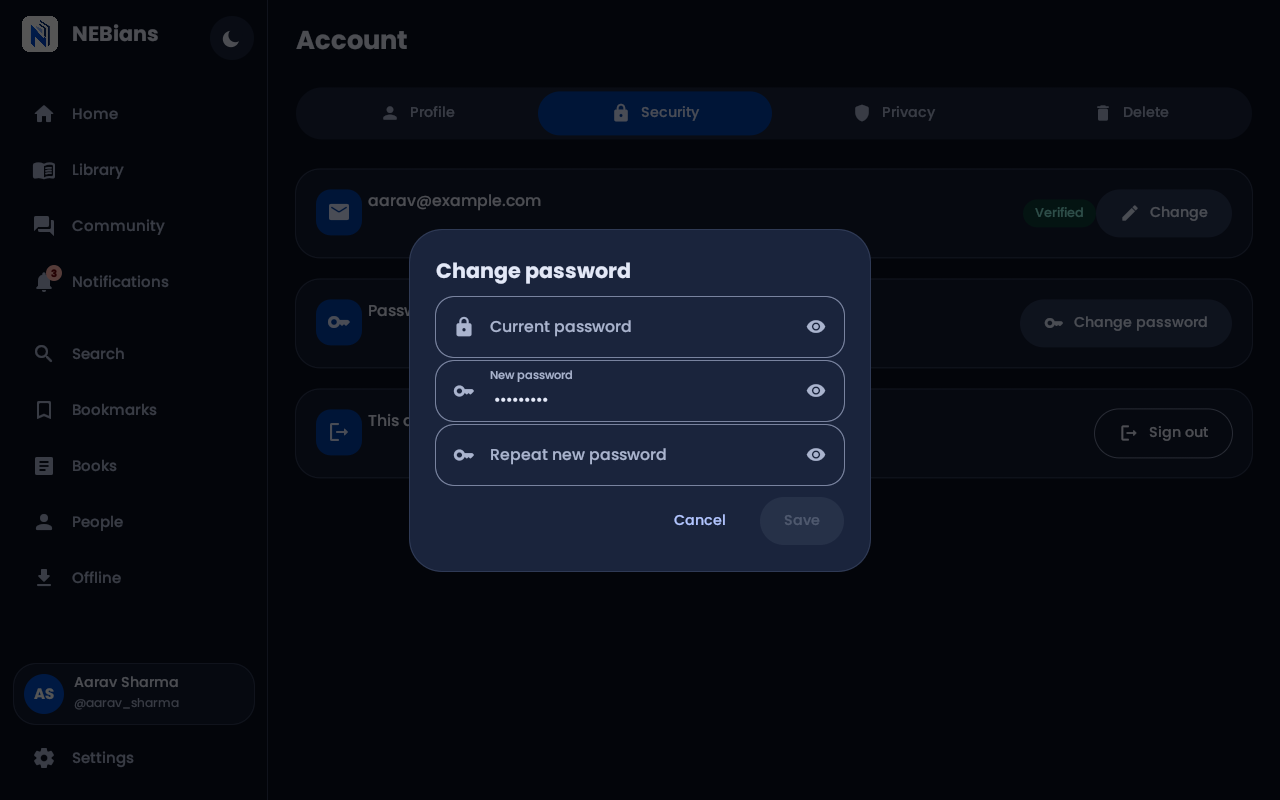 NEBians
Account
Home
Library
Community
3
Notifications
Search
Bookmarks
Books
People
Offline
AS
Aarav Sharma
@aarav_sharma
Settings
Profile
Security
Privacy
Delete
aarav@example.com
Verified
Change
Change password
Sign out
Change password
Current password
New password
•••••••••
Repeat new password
Cancel
Save